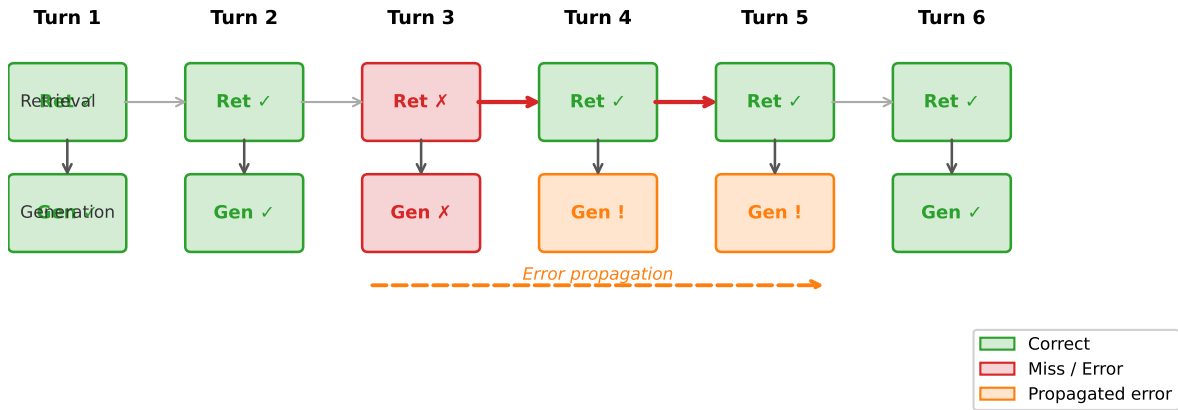 Turn 1 Turn 2 Turn 3 Turn 4 Turn 5 Turn 6
Retrieval Ret ✓ Ret ✓ Ret ✗ Ret ✓ Ret ✓ Ret ✓
Generation Gen ✓ Gen ✓ Gen ✗ Gen ! Gen ! Gen ✓
Error propagation
Correct
Miss / Error
Propagated error